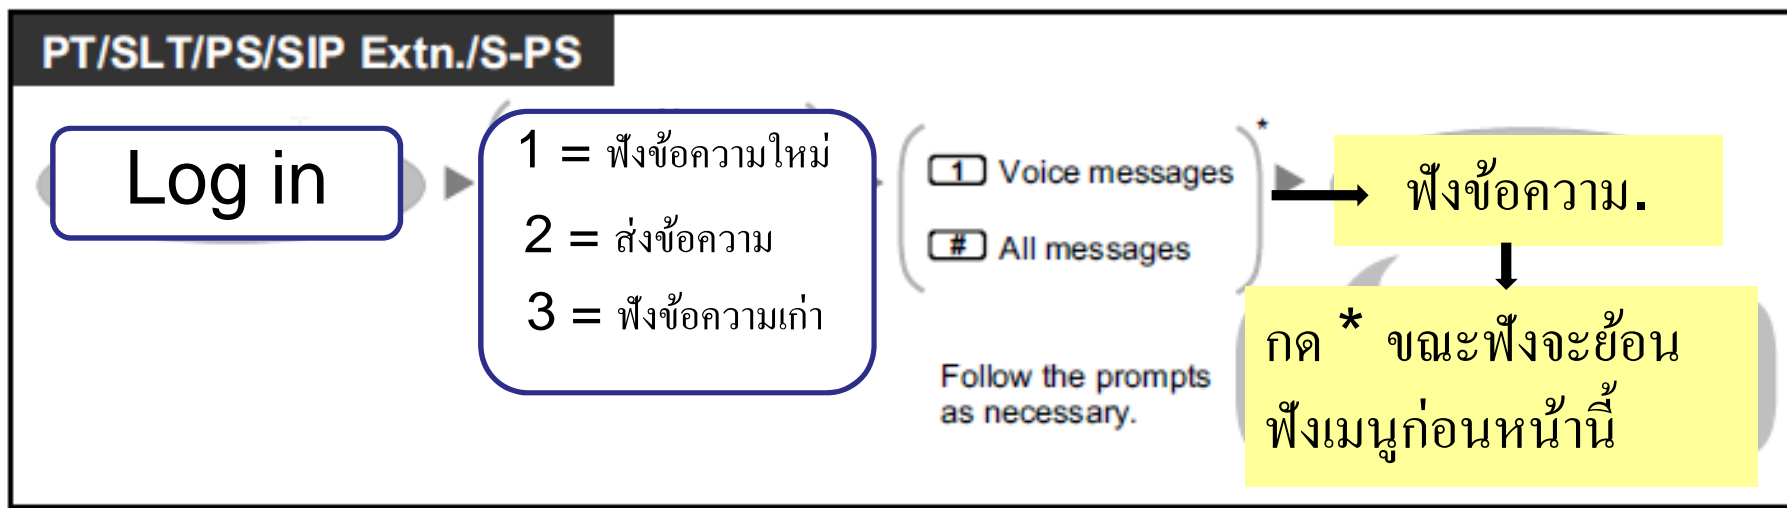 PT/SLT/PS/SIP Extn./S-PS
Log in
1 = ฟังข้อความใหม่
2 = ส่งข้อความ
3 = ฟังข้อความเก่า
*
1 Voice messages
# All messages
Follow the prompts
as necessary.
ฟังข้อความ.
กด * ขณะฟังจะย้อน
ฟังเมนูก่อนหน้านี้